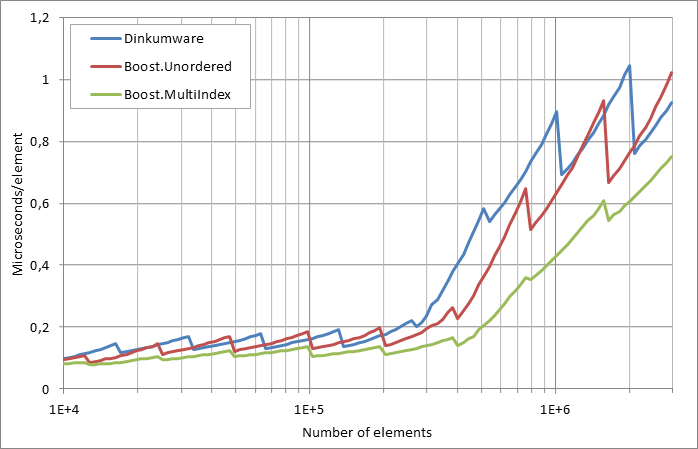 1,2
1
0,8
0,6
0,4
0,2
0
Microseconds/element
Dinkumware
Boost.Unordered
Boost.MultiIndex
1E+4 1E+5 1E+6
Number of elements